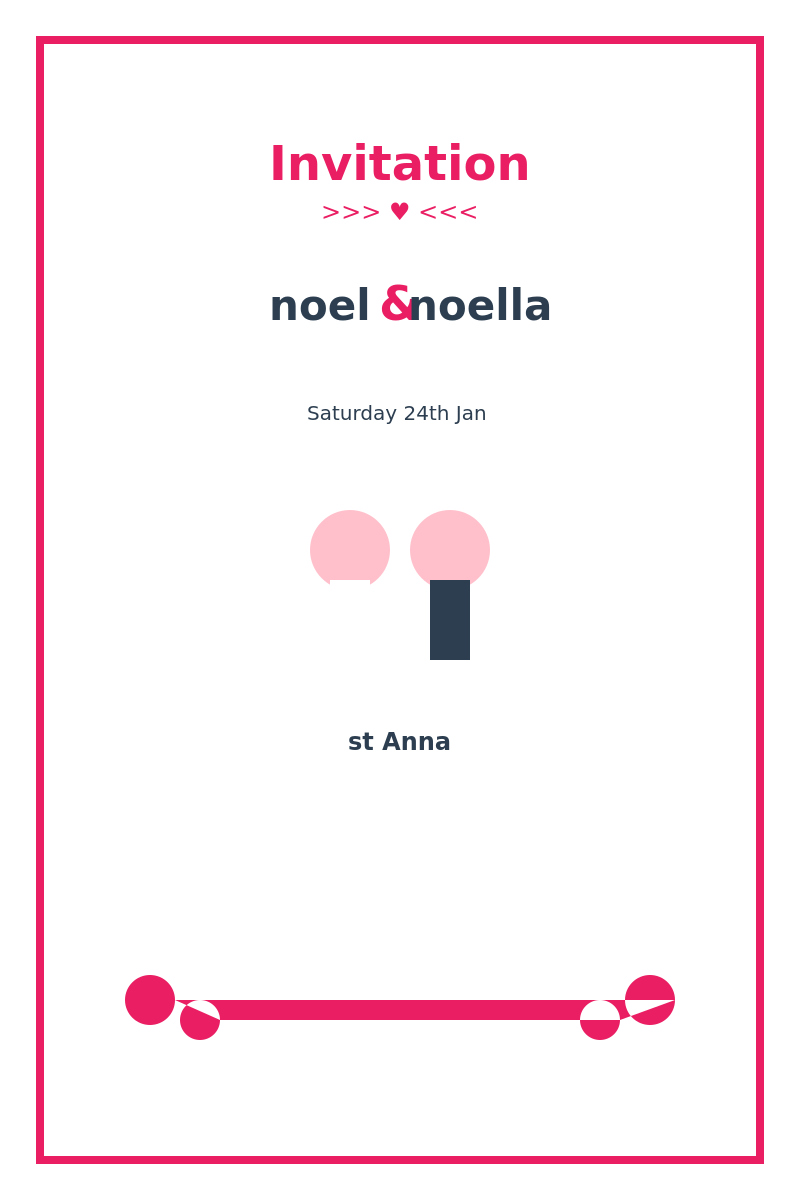 Invitation
>>> ♥ <<<
noel & noella
Saturday 24th Jan
st Anna